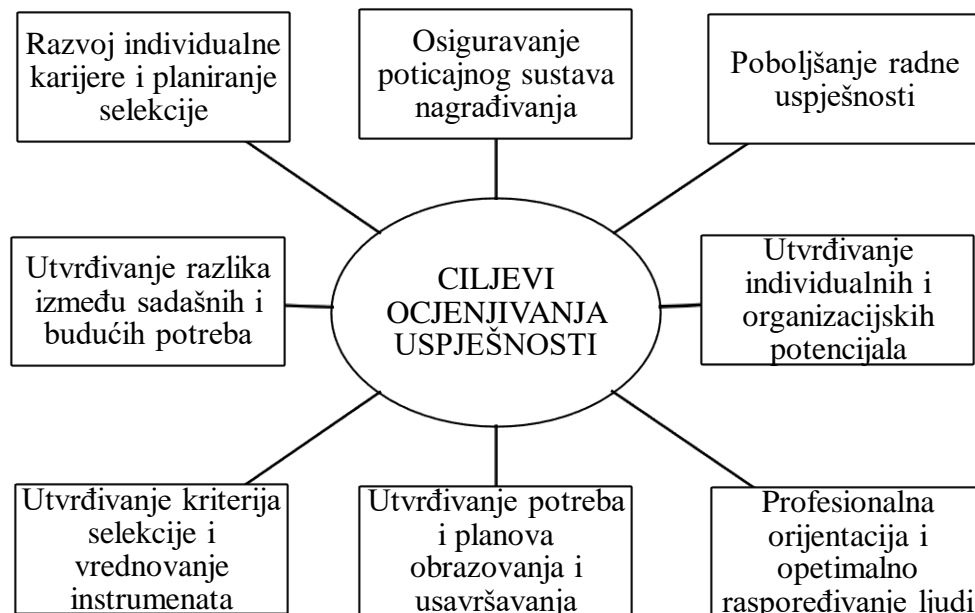 Razvoj individualne
karijere i planiranje
selekcije
Osiguravanje
poticajnog sustava
nagrađivanja
Poboljšanje radne
uspješnosti
Utvrđivanje razlika
između sadašnih i
budućih potreba
CILJEVI
OCJENJIVANJA
USPJEŠNOSTI
Utvrđivanje
individualnih i
organizacijskih
potencijala
Utvrđivanje kriterija
selekcije i
vrednovanje
instrumenata
Utvrđivanje potreba
i planova
obrazovanja i
usavršavanja
Profesionalna
orijentacija i
opetimalno
raspoređivanje ljudi